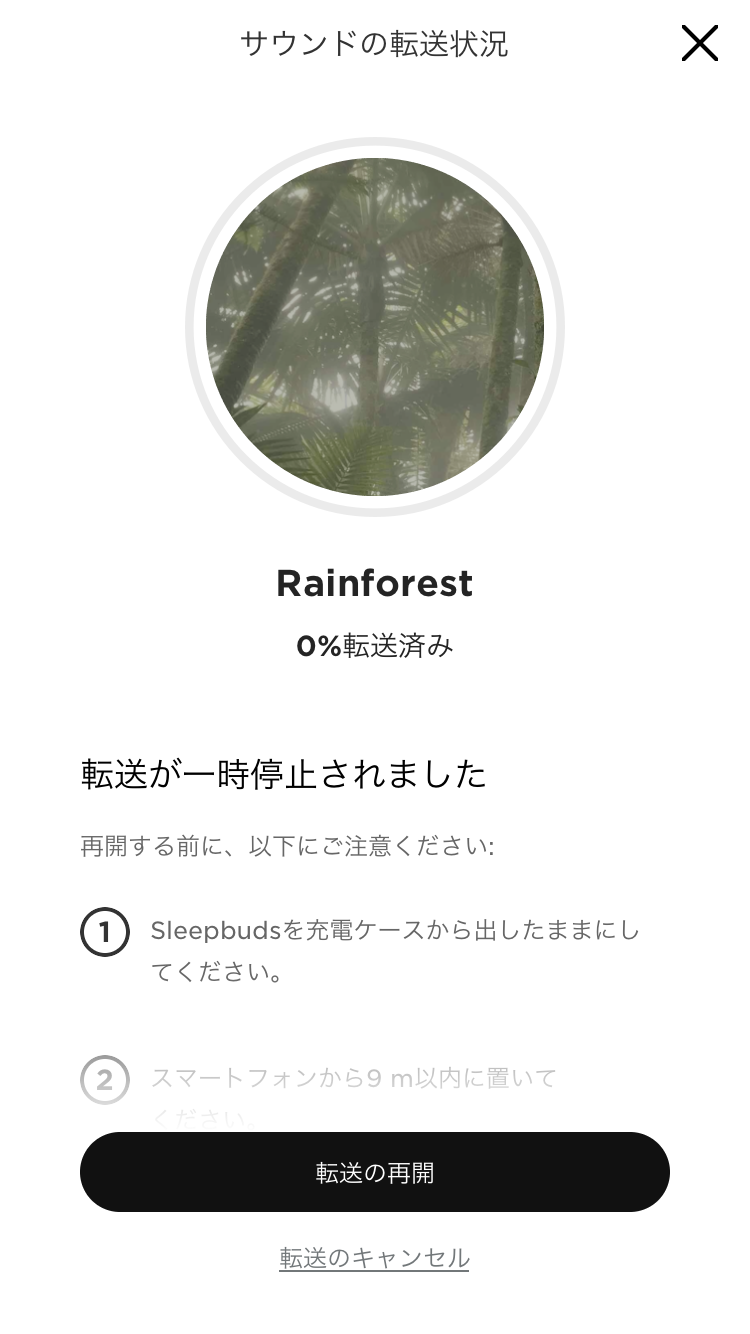 サウンドの転送状況
Rainforest
0%転送済み
転送が一時停止されました
再開する前に、以下にご注意ください:
1 Sleepbudsを充電ケースから出したままにし
てください。
2 スマートフォンから9 m以内に置いて
ください。
転送の再開
転送のキャンセル